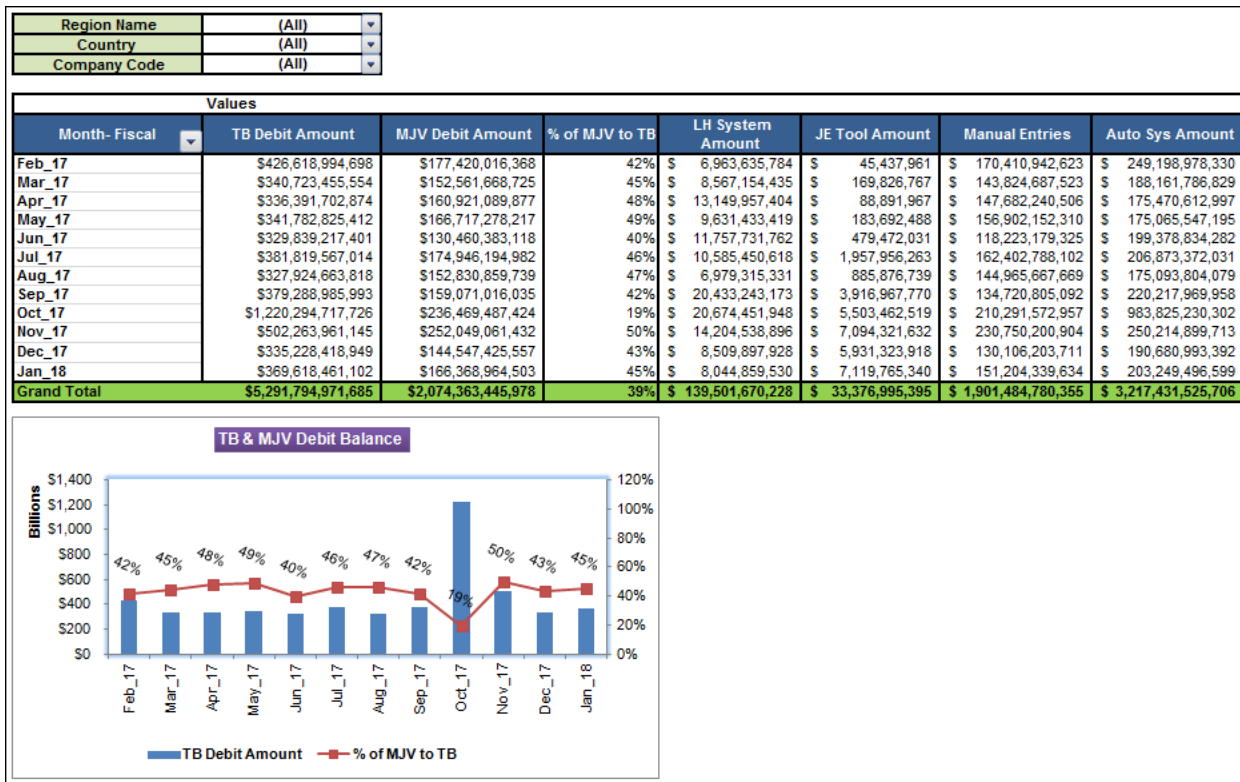 Region Name (All)
Country (All)
Company Code (All)
Values
Month- Fiscal TB Debit Amount MJV Debit Amount % of MJV to TB LH System Amount JE Tool Amount Manual Entries Auto Sys Amount
Feb_17 $426,618,994,698 $177,420,016,368 42% $ 6,963,635,784 $ 45,437,961 $ 170,410,942,623 $ 249,198,978,330
Mar_17 $340,723,455,554 $152,561,668,725 45% $ 8,567,154,435 $ 169,826,767 $ 143,824,687,523 $ 188,161,786,829
Apr_17 $336,391,702,874 $160,921,089,877 48% $ 13,149,957,404 $ 88,891,967 $ 147,682,240,506 $ 175,470,612,997
May_17 $341,782,825,412 $166,717,278,217 49% $ 9,631,433,419 $ 183,692,488 $ 156,902,152,310 $ 175,065,547,195
Jun_17 $329,839,217,401 $130,460,383,118 40% $ 11,757,731,762 $ 479,472,031 $ 118,223,179,325 $ 199,378,834,282
Jul_17 $381,819,567,014 $174,946,194,982 46% $ 10,585,450,618 $ 1,957,956,263 $ 162,402,788,102 $ 206,873,372,031
Aug_17 $327,924,663,818 $152,830,859,739 47% $ 6,979,315,331 $ 885,876,739 $ 144,965,667,669 $ 175,093,804,079
Sep_17 $379,288,985,993 $159,071,016,035 42% $ 20,433,243,173 $ 3,916,967,770 $ 134,720,805,092 $ 220,217,969,958
Oct_17 $1,220,294,717,726 $236,469,487,424 19% $ 20,674,451,948 $ 5,503,462,519 $ 210,291,572,957 $ 983,825,230,302
Nov_17 $502,263,961,145 $252,049,061,432 50% $ 14,204,538,896 $ 7,094,321,632 $ 230,750,200,904 $ 250,214,899,713
Dec_17 $335,228,418,949 $144,547,425,557 43% $ 8,509,897,928 $ 5,931,323,918 $ 130,106,203,711 $ 190,680,993,392
Jan_18 $369,618,461,102 $166,368,964,503 45% $ 8,044,859,530 $ 7,119,765,340 $ 151,204,339,634 $ 203,249,496,599
Grand Total $5,291,794,971,685 $2,074,363,445,978 39% $ 139,501,670,228 $ 33,376,995,395 $ 1,901,484,780,355 $ 3,217,431,525,706
TB & MJV Debit Balance
Billions
$1,400
$1,200
$1,000
$800
$600
$400
$200
$0
42% 45% 48% 49% 40% 46% 47% 42% 19% 50% 43% 45%
120%
100%
80%
60%
40%
20%
0%
Feb_17 Mar_17 Apr_17 May_17 Jun_17 Jul_17 Aug_17 Sep_17 Oct_17 Nov_17 Dec_17 Jan_18
TB Debit Amount % of MJV to TB